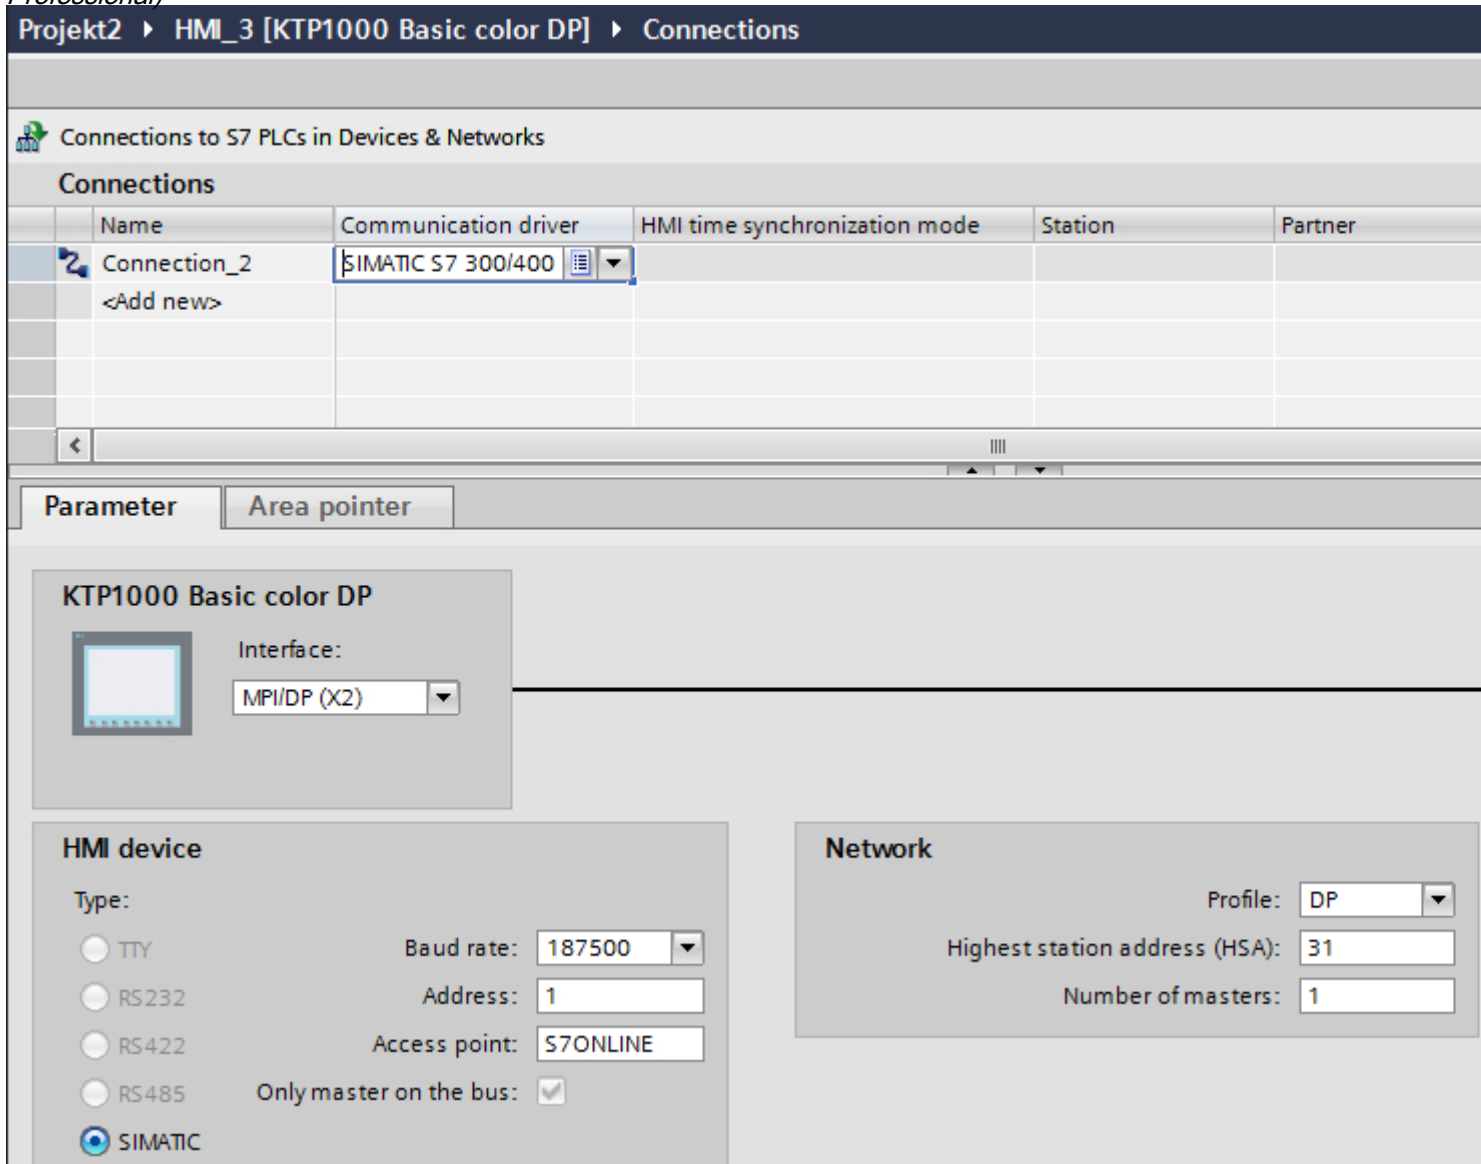 Professional)
Projekt2 ▸ HMI_3 [KTP1000 Basic color DP] ▸ Connections
Connections to S7 PLCs in Devices & Networks
Connections
Name Communication driver HMI time synchronization mode Station Partner
Connection_2 SIMATIC S7 300/400
<Add new>
Parameter Area pointer
KTP1000 Basic color DP
Interface:
MPI/DP (X2)
HMI device Network
Type: Profile: DP
TTY Baud rate: 187500 Highest station address (HSA): 31
RS232 Address: 1 Number of masters: 1
RS422 Access point: S7ONLINE
RS485 Only master on the bus:
SIMATIC